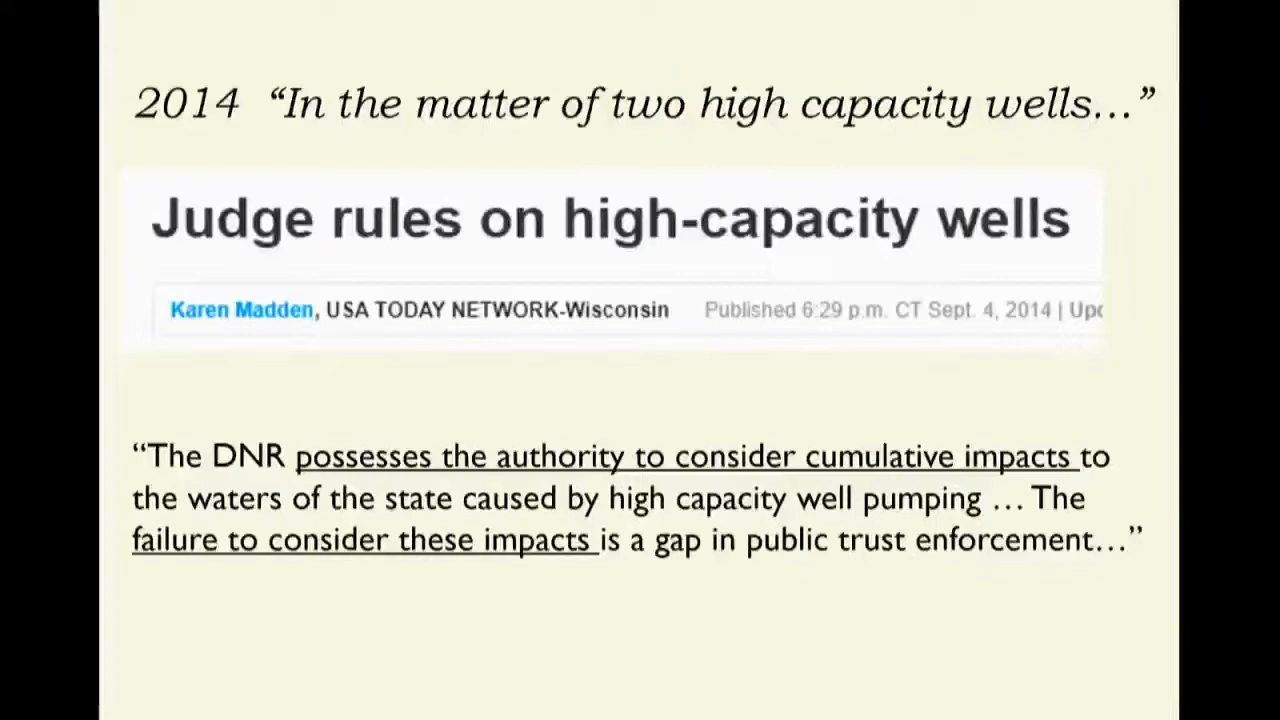 2014 “In the matter of two high capacity wells…”
Judge rules on high-capacity wells
Karen Madden, USA TODAY NETWORK-Wisconsin Published 6:29 p.m. CT Sept. 4, 2014 |
“The DNR possesses the authority to consider cumulative impacts to
the waters of the state caused by high capacity well pumping … The
failure to consider these impacts is a gap in public trust enforcement…”